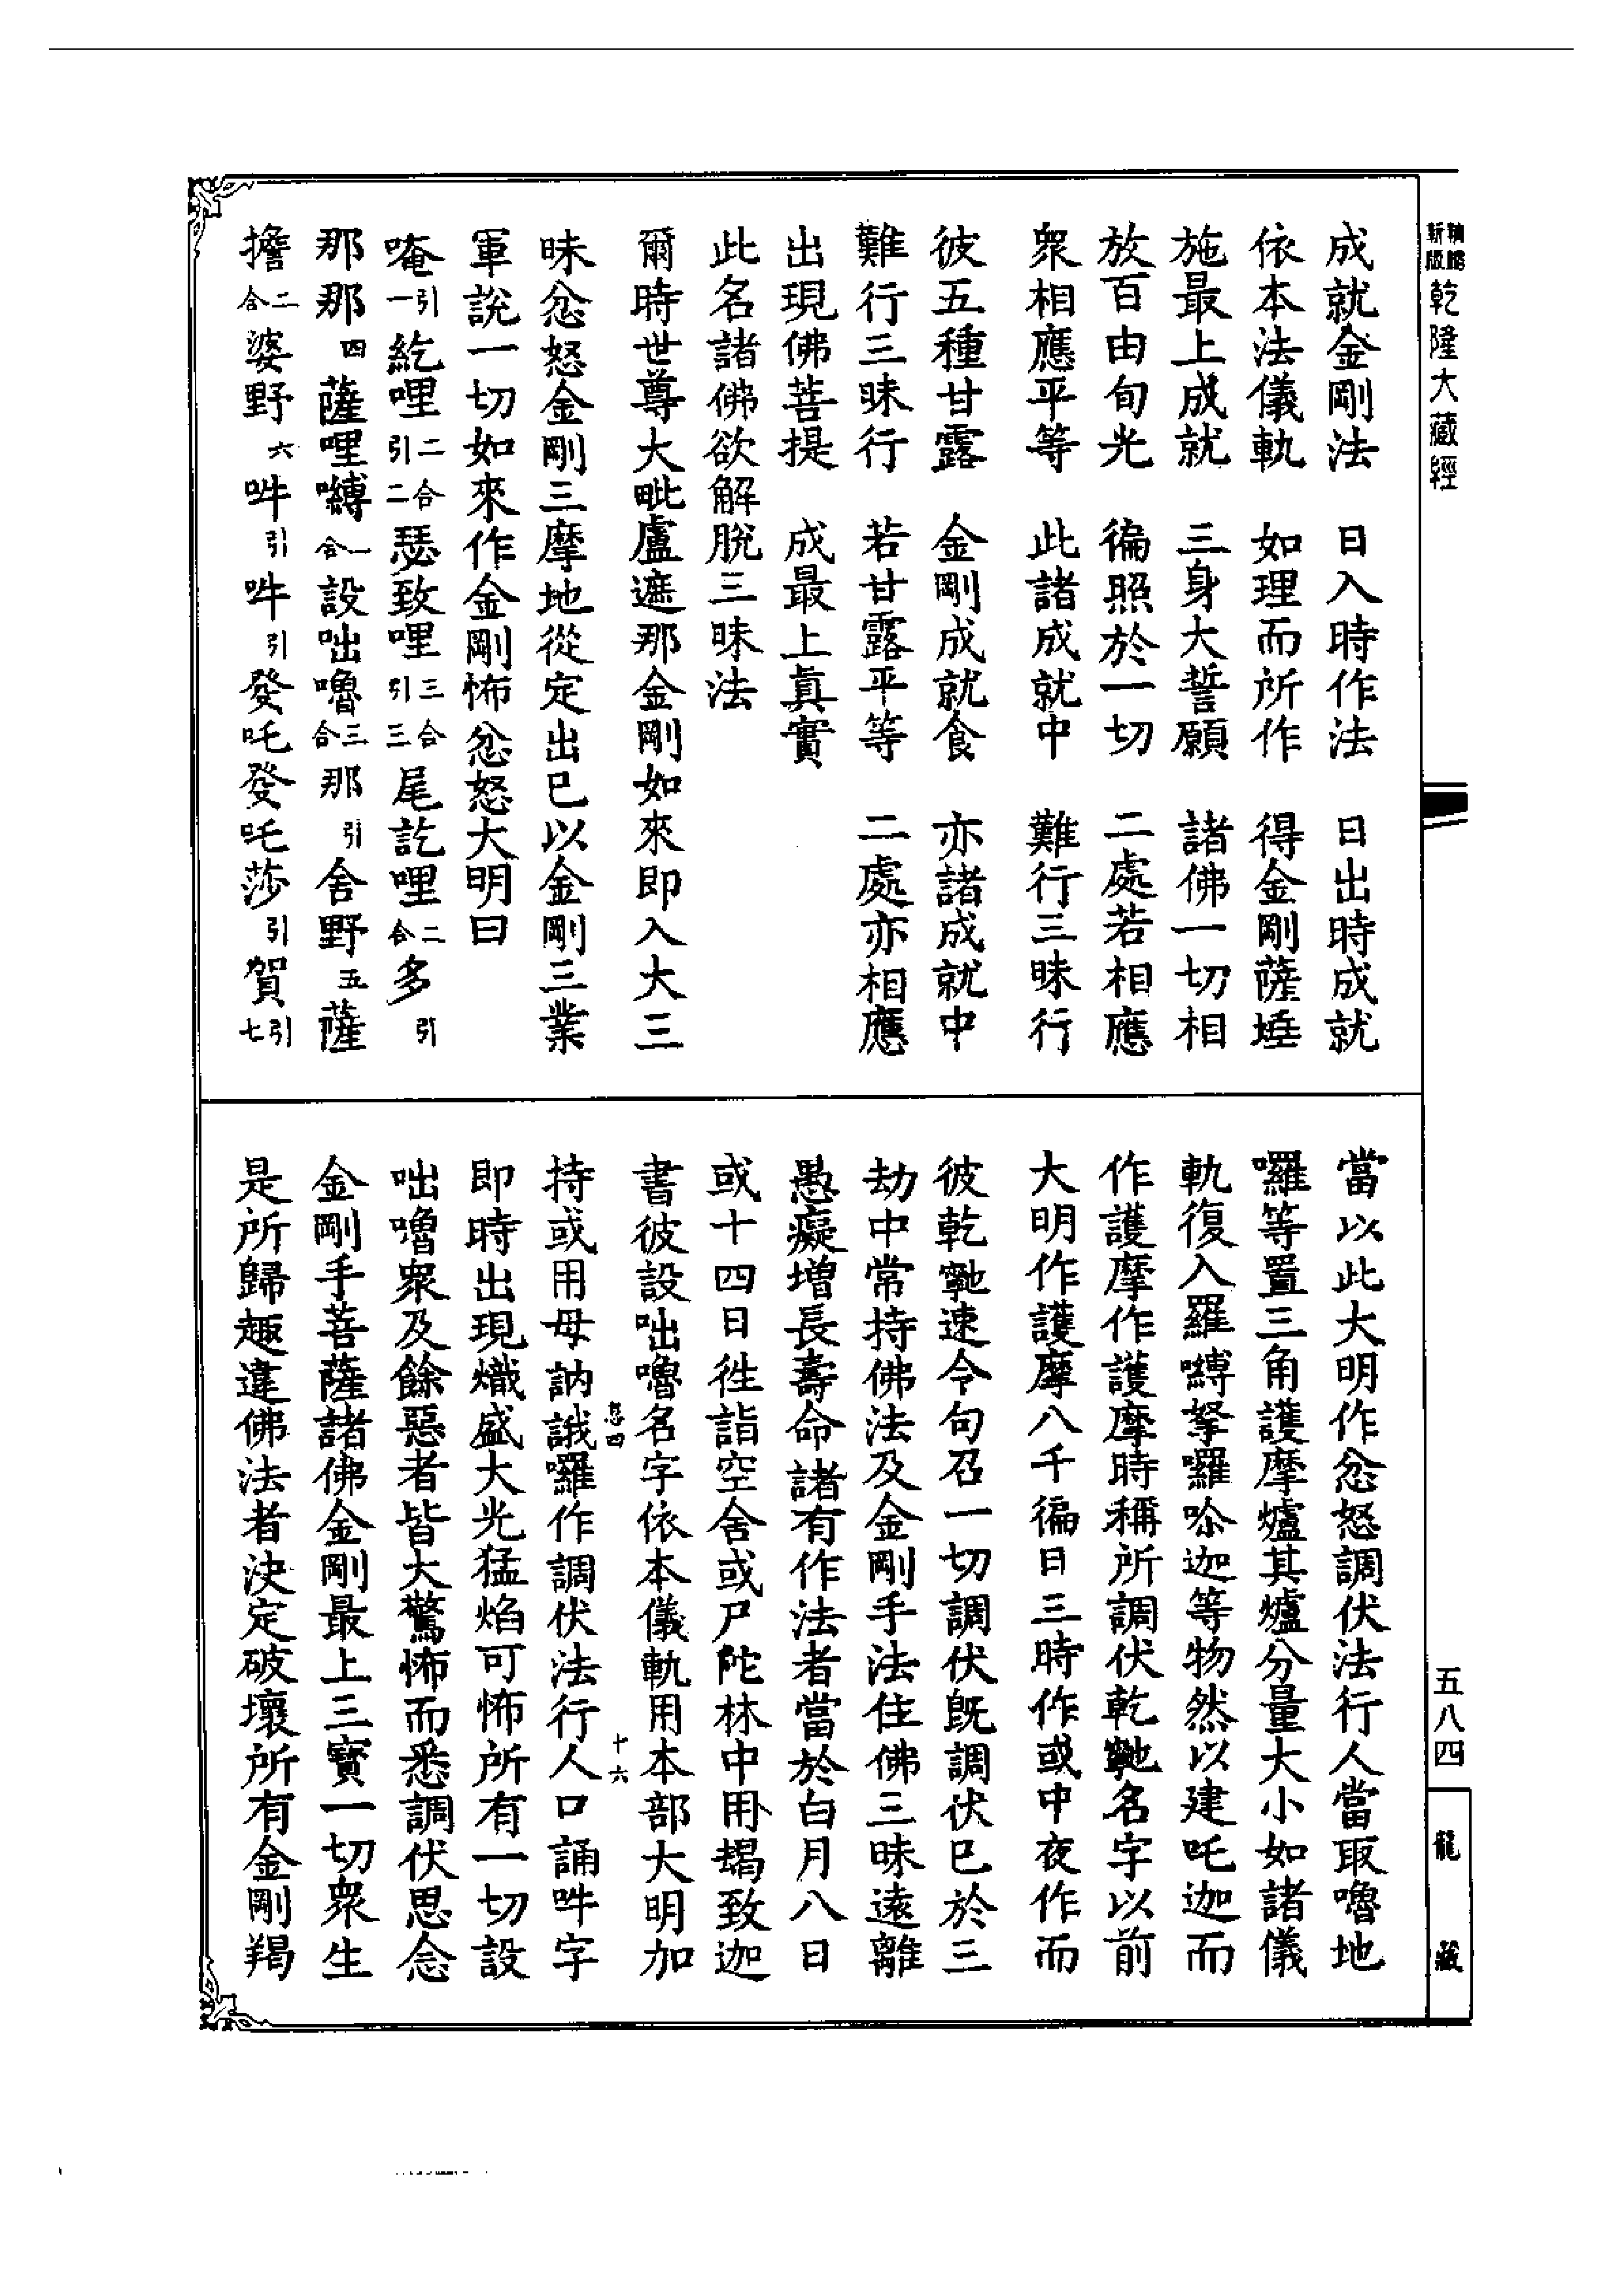 新版精縮乾隆大藏經
成就金剛法　日入時作法　日出時成就
依本法儀軌　如理而所作　得金剛薩埵
施最上成就　三身大誓願　諸佛一切相
放百由旬光　徧照於一切　二處若相應
衆相應平等　此諸成就中　難行三昧行
彼五種甘露　金剛成就食　亦諸成就中
難行三昧行　若甘露平等　二處亦相應
出現佛菩提　成最上眞實
此名諸佛欲解脫三昧法
爾時世尊大毗盧遮那金剛如來即入大三
昧忿怒金剛三摩地從定出已以金剛三業
軍說一切如來作金剛怖忿怒大明曰
唵引一紇哩二合引二瑟致哩三合引三尾訖哩二合多引
那那四薩哩嚩二合設咄嚕三合那引舍野五薩
擔二合婆野六吽引吽引發吒發吒莎引賀引七
當以此大明作忿怒調伏法行人當取嚕地
囉等置三角護摩爐其爐分量大小如諸儀
軌復入羅嚩拏囉哆迦等物然以建吒迦而
作護摩作護摩時稱所調伏乾闥名字以前
大明作護摩八千徧日三時作或中夜作而
彼乾闥速令句召一切調伏旣調伏已於三
劫中常持佛法及金剛手法住佛三昧遠離
愚癡增長壽命諸有作法者當於白月八日
或十四日徃詣空舍或尸陀林中用朅致迦
書彼設咄嚕名字依本儀軌用本部大明加
忽四　十六
持或用母訥誐囉作調伏法行人口誦吽字
即時出現熾盛大光猛焰可怖所有一切設
咄嚕衆及餘惡者皆大驚怖而悉調伏思念
金剛手菩薩諸佛金剛最上三寶一切衆生
是所歸趣違佛法者決定破壞所有金剛羯
五八四
龍藏